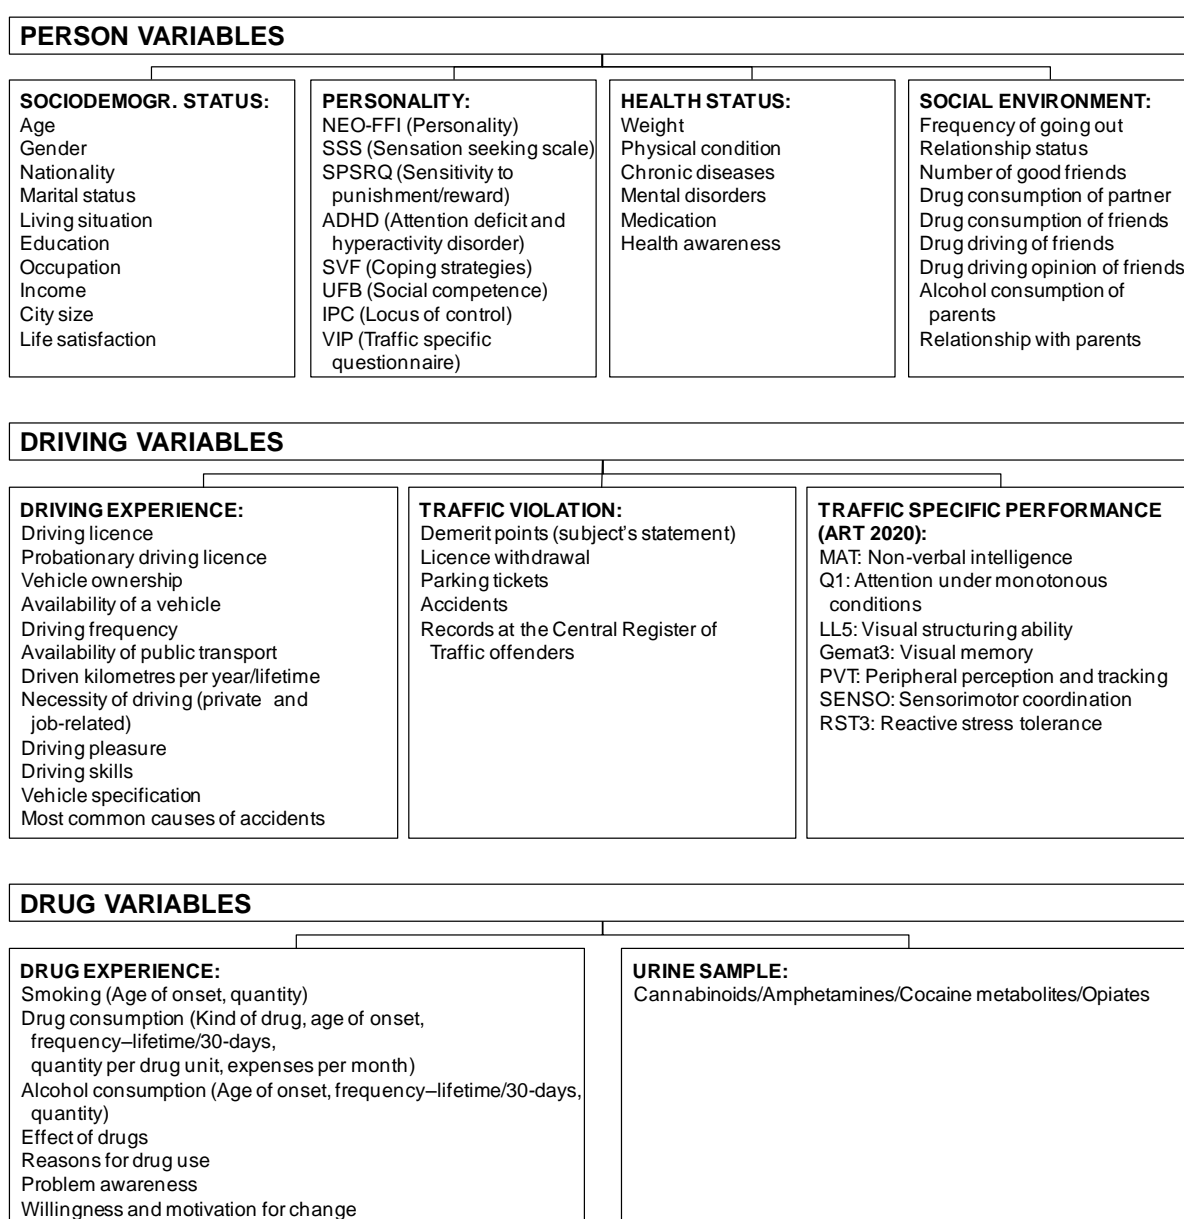 PERSON VARIABLES
SOCIODEMOGR. STATUS:
Age
Gender
Nationality
Marital status
Living situation
Education
Occupation
Income
City size
Life satisfaction
PERSONALITY:
NEO-FFI (Personality)
SSS (Sensation seeking scale)
SPSRQ (Sensitivity to
punishment/reward)
ADHD (Attention deficit and
hyperactivity disorder)
SVF (Coping strategies)
UFB (Social competence)
IPC (Locus of control)
VIP (Traffic specific
questionnaire)
HEALTH STATUS:
Weight
Physical condition
Chronic diseases
Mental disorders
Medication
Health awareness
SOCIAL ENVIRONMENT:
Frequency of going out
Relationship status
Number of good friends
Drug consumption of partner
Drug consumption of friends
Drug driving of friends
Drug driving opinion of friends
Alcohol consumption of
parents
Relationship with parents
DRIVING VARIABLES
DRIVING EXPERIENCE:
Driving licence
Probationary driving licence
Vehicle ownership
Availability of a vehicle
Driving frequency
Availability of public transport
Driven kilometres per year/lifetime
Necessity of driving (private and
job-related)
Driving pleasure
Driving skills
Vehicle specification
Most common causes of accidents
TRAFFIC VIOLATION:
Demerit points (subject's statement)
Licence withdrawal
Parking tickets
Accidents
Records at the Central Register of
Traffic offenders
TRAFFIC SPECIFIC PERFORMANCE
(ART 2020):
MAT: Non-verbal intelligence
Q1: Attention under monotonous
conditions
LL5: Visual structuring ability
Gemat3: Visual memory
PVT: Peripheral perception and tracking
SENSO: Sensorimotor coordination
RST3: Reactive stress tolerance
DRUG VARIABLES
DRUG EXPERIENCE:
Smoking (Age of onset, quantity)
Drug consumption (Kind of drug, age of onset,
frequency–lifetime/30-days,
quantity per drug unit, expenses per month)
Alcohol consumption (Age of onset, frequency–lifetime/30-days,
quantity)
Effect of drugs
Reasons for drug use
Problem awareness
Willingness and motivation for change
URINE SAMPLE:
Cannabinoids/Amphetamines/Cocaine metabolites/Opiates